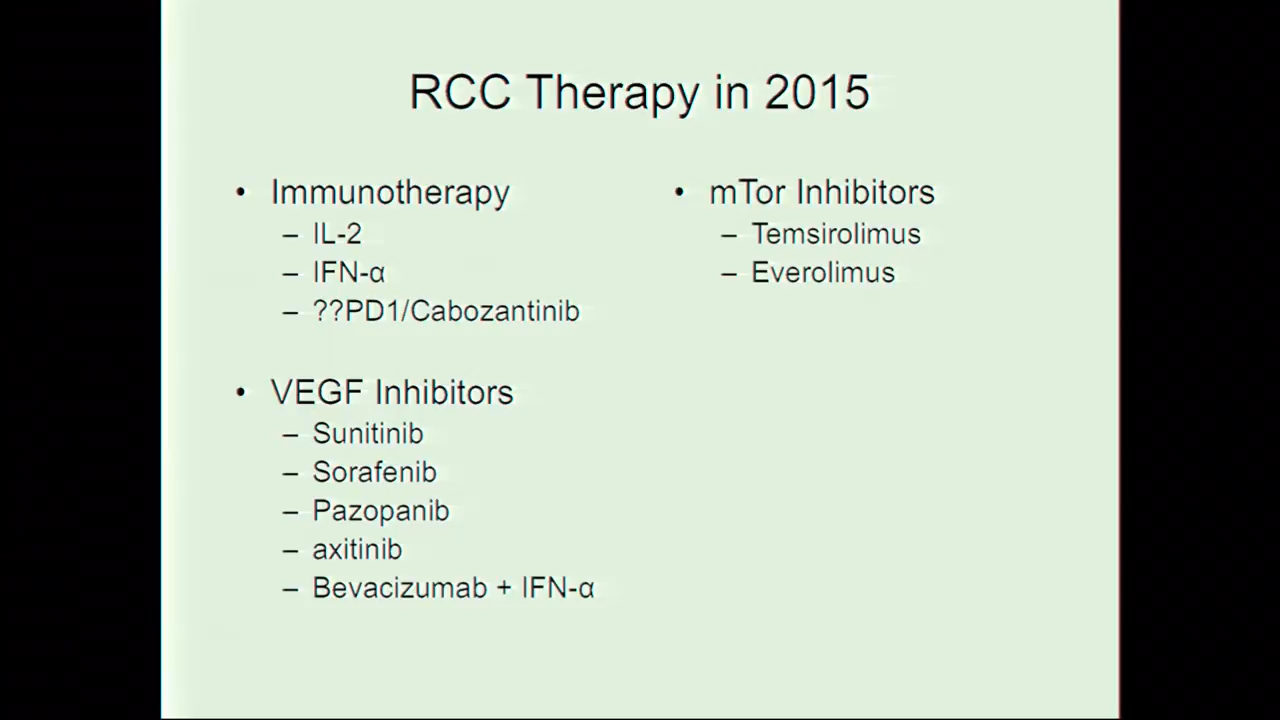 RCC Therapy in 2015
• Immunotherapy
– IL-2
– IFN-α
– ??PD1/Cabozantinib
• VEGF Inhibitors
– Sunitinib
– Sorafenib
– Pazopanib
– axitinib
– Bevacizumab + IFN-α
• mTor Inhibitors
– Temsirolimus
– Everolimus